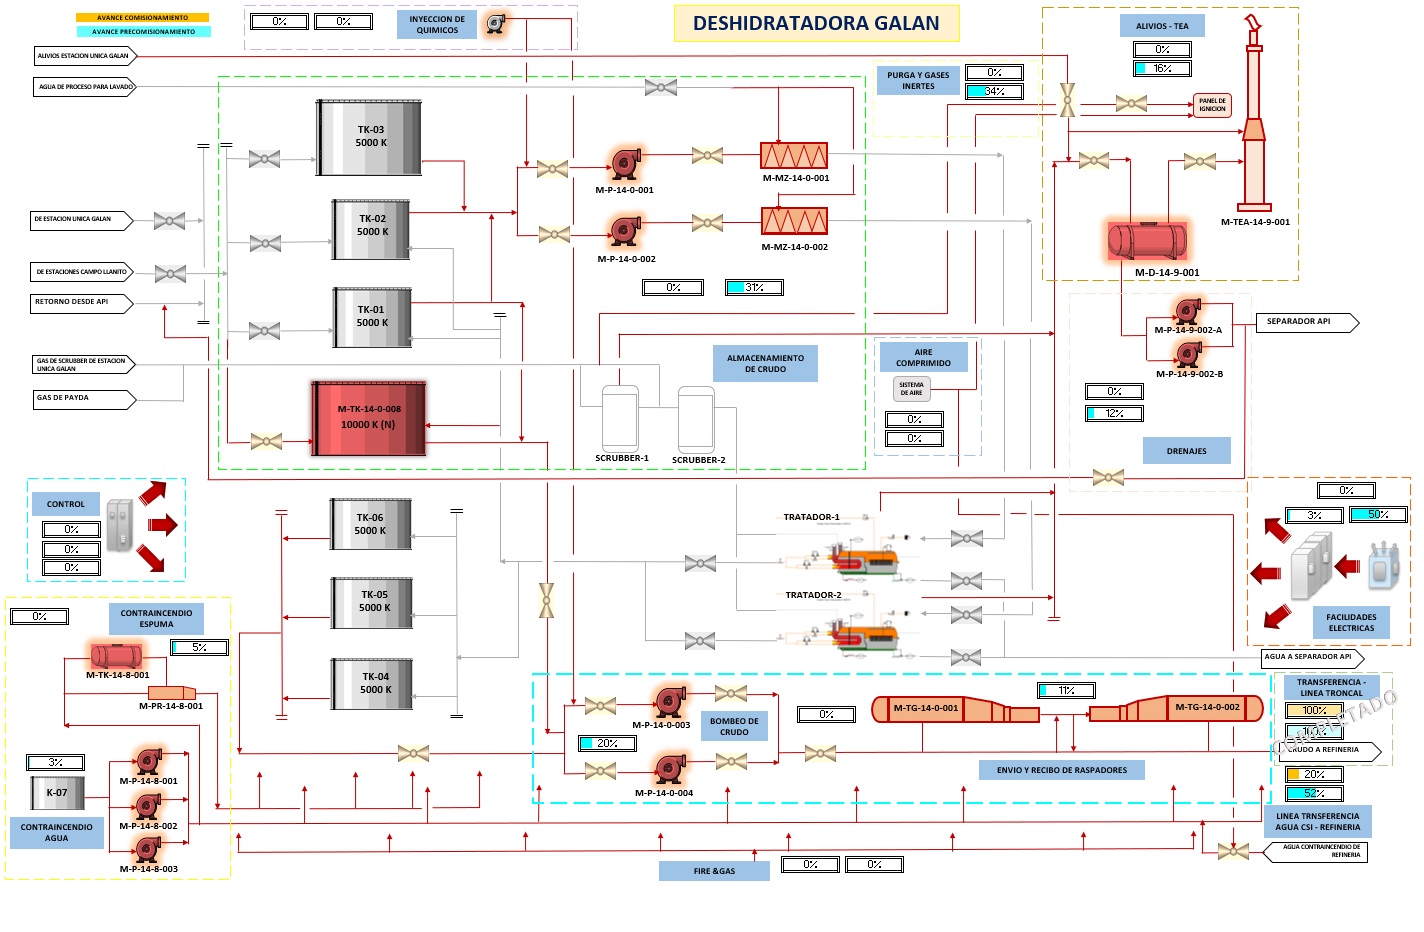 AVANCE COMISIONAMIENTO
AVANCE PRECOMISIONAMIENTO
0%
0%
INYECCION DE
QUIMICOS
DESHIDRATADORA GALAN
ALIVIOS - TEA
0%
16%
ALIVIOS ESTACION UNICA GALAN
AGUA DE PROCESO PARA LAVADO
PURGA Y GASES
INERTES
0%
34%
PANEL DE
IGNICION
TK-03
5000 K
M-P-14-0-001
M-MZ-14-0-001
DE ESTACION UNICA GALAN
TK-02
5000 K
M-P-14-0-002
M-MZ-14-0-002
M-TEA-14-9-001
DE ESTACIONES CAMPO LLANITO
M-D-14-9-001
0%
31%
RETORNO DESDE API
TK-01
5000 K
M-P-14-9-002-A
SEPARADOR API
GAS DE SCRUBBER DE ESTACION
UNICA GALAN
ALMACENAMIENTO
DE CRUDO
AIRE
COMPRIMIDO
M-P-14-9-002-B
SISTEMA
DE AIRE
0%
0%
0%
12%
GAS DE PAYDA
M-TK-14-0-008
10000 K (N)
SCRUBBER-1
SCRUBBER-2
DRENAJES
CONTROL
0%
0%
0%
TK-06
5000 K
TRATADOR-1
0%
3%
50%
TK-05
5000 K
TRATADOR-2
0%
CONTRAINCENDIO
ESPUMA
5%
FACILIDADES
ELECTRICAS
M-TK-14-8-001
TK-04
5000 K
AGUA A SEPARADOR API
M-PR-14-8-001
M-P-14-0-003
BOMBEO DE
CRUDO
0%
11%
M-TG-14-0-001
M-TG-14-0-002
TRANSFERENCIA -
LINEA TRONCAL
100%
100%
COMPLETADO
CRUDO A REFINERIA
20%
M-P-14-0-004
ENVIO Y RECIBO DE RASPADORES
20%
52%
3%
K-07
M-P-14-8-001
M-P-14-8-002
M-P-14-8-003
CONTRAINCENDIO
AGUA
LINEA TRNSFERENCIA
AGUA CSI - REFINERIA
AGUA CONTRAINCENDIO DE
REFINERIA
FIRE &GAS
0%
0%